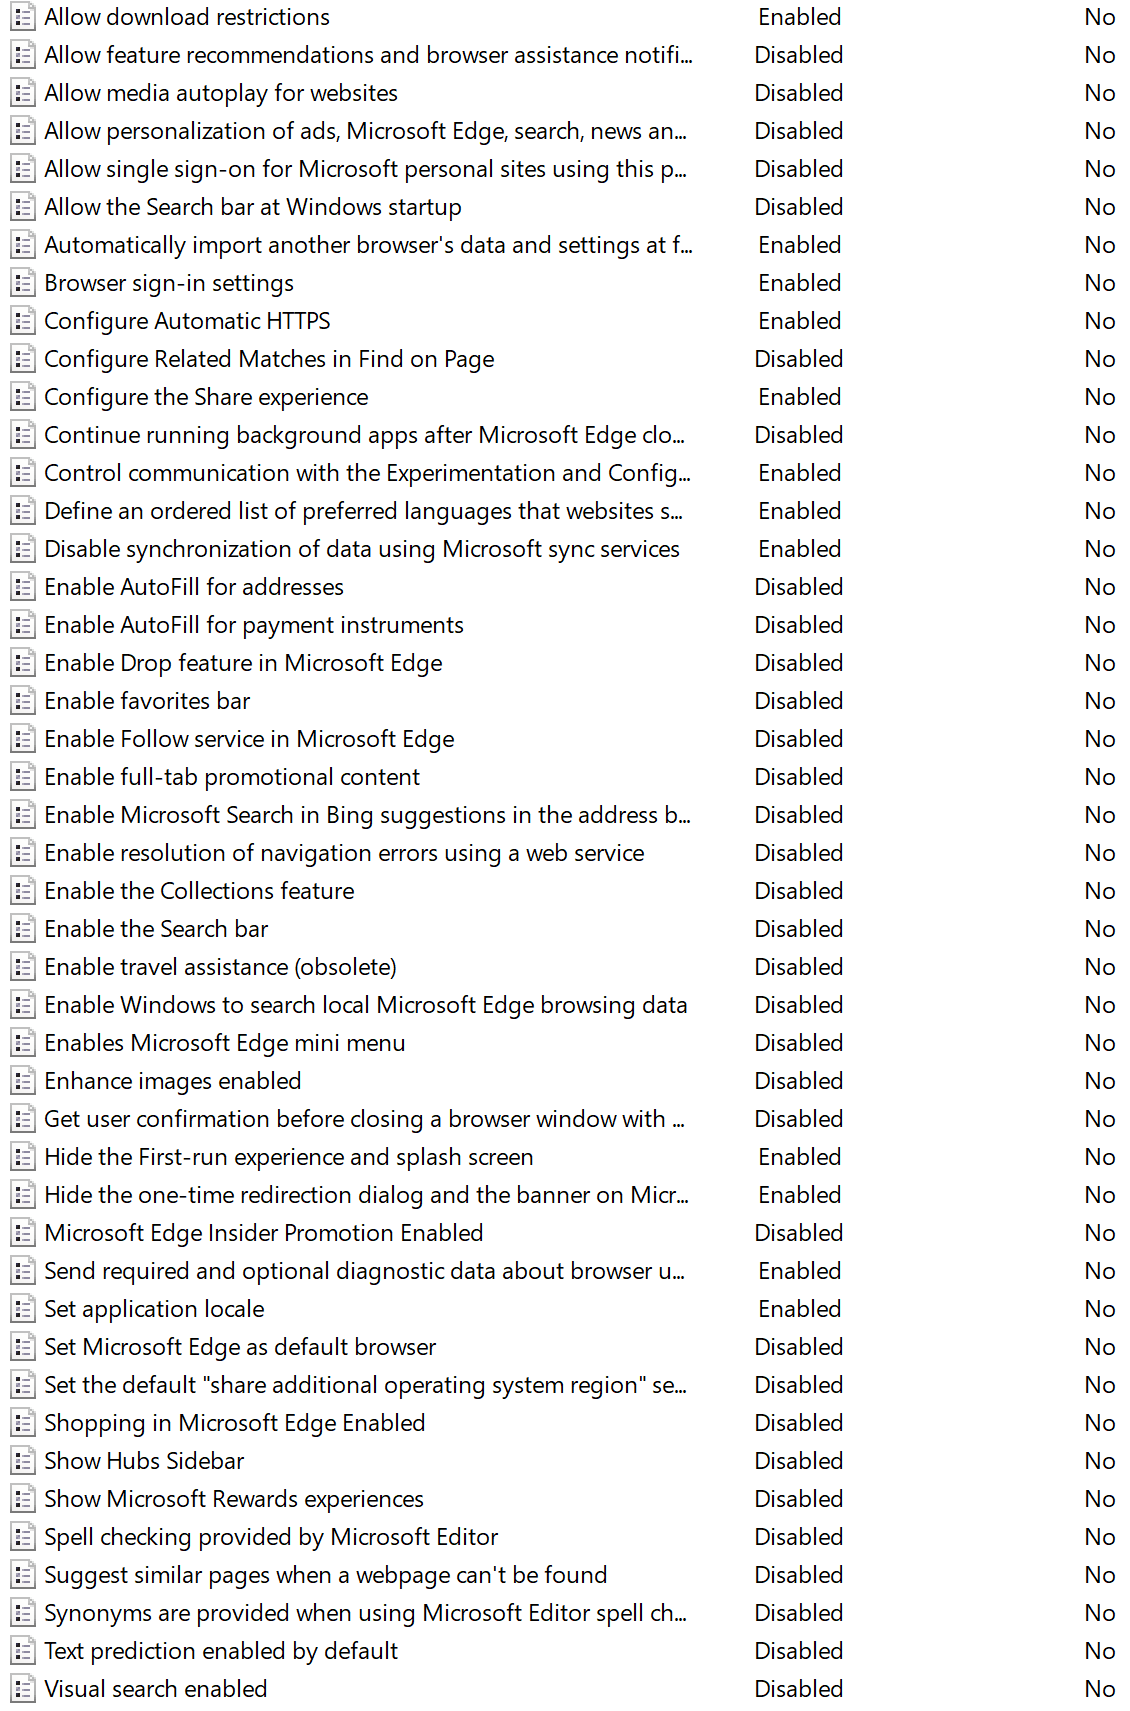 Allow download restrictions Enabled No
Allow feature recommendations and browser assistance notifi... Disabled No
Allow media autoplay for websites Disabled No
Allow personalization of ads, Microsoft Edge, search, news an... Disabled No
Allow single sign-on for Microsoft personal sites using this p... Disabled No
Allow the Search bar at Windows startup Disabled No
Automatically import another browser's data and settings at f... Enabled No
Browser sign-in settings Enabled No
Configure Automatic HTTPS Enabled No
Configure Related Matches in Find on Page Disabled No
Configure the Share experience Enabled No
Continue running background apps after Microsoft Edge clo... Disabled No
Control communication with the Experimentation and Config... Enabled No
Define an ordered list of preferred languages that websites s... Enabled No
Disable synchronization of data using Microsoft sync services Enabled No
Enable AutoFill for addresses Disabled No
Enable AutoFill for payment instruments Disabled No
Enable Drop feature in Microsoft Edge Disabled No
Enable favorites bar Disabled No
Enable Follow service in Microsoft Edge Disabled No
Enable full-tab promotional content Disabled No
Enable Microsoft Search in Bing suggestions in the address b... Disabled No
Enable resolution of navigation errors using a web service Disabled No
Enable the Collections feature Disabled No
Enable the Search bar Disabled No
Enable travel assistance (obsolete) Disabled No
Enable Windows to search local Microsoft Edge browsing data Disabled No
Enables Microsoft Edge mini menu Disabled No
Enhance images enabled Disabled No
Get user confirmation before closing a browser window with ... Disabled No
Hide the First-run experience and splash screen Enabled No
Hide the one-time redirection dialog and the banner on Micr... Enabled No
Microsoft Edge Insider Promotion Enabled Disabled No
Send required and optional diagnostic data about browser u... Enabled No
Set application locale Enabled No
Set Microsoft Edge as default browser Disabled No
Set the default "share additional operating system region" se... Disabled No
Shopping in Microsoft Edge Enabled Disabled No
Show Hubs Sidebar Disabled No
Show Microsoft Rewards experiences Disabled No
Spell checking provided by Microsoft Editor Disabled No
Suggest similar pages when a webpage can't be found Disabled No
Synonyms are provided when using Microsoft Editor spell ch... Disabled No
Text prediction enabled by default Disabled No
Visual search enabled Disabled No